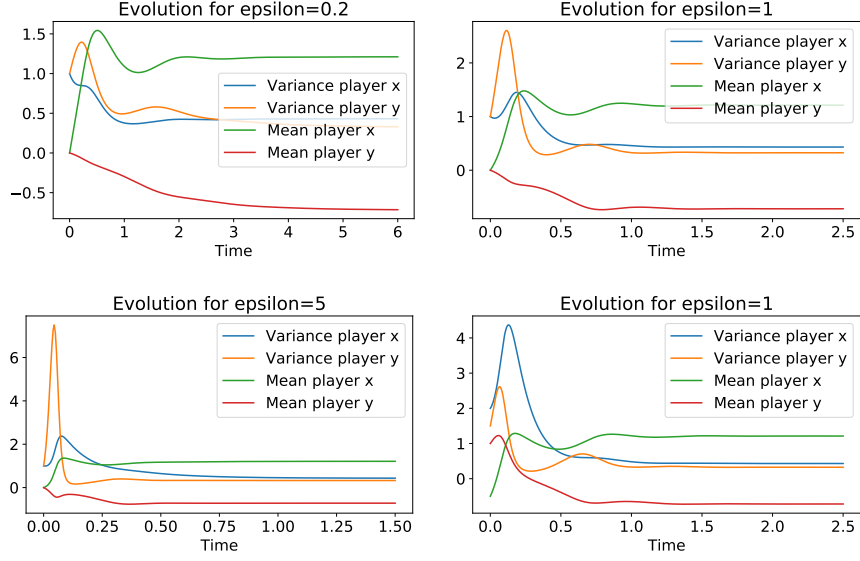 Evolution for epsilon=0.2
1.5
1.0
0.5
0.0
−0.5
Variance player x
Variance player y
Mean player x
Mean player y
0 1 2 3 4 5 6
Time
Evolution for epsilon=1
2
1
0
Variance player x
Variance player y
Mean player x
Mean player y
0.0 0.5 1.0 1.5 2.0 2.5
Time
Evolution for epsilon=5
6
4
2
0
Variance player x
Variance player y
Mean player x
Mean player y
0.00 0.25 0.50 0.75 1.00 1.25 1.50
Time
Evolution for epsilon=1
4
3
2
1
0
Variance player x
Variance player y
Mean player x
Mean player y
0.0 0.5 1.0 1.5 2.0 2.5
Time